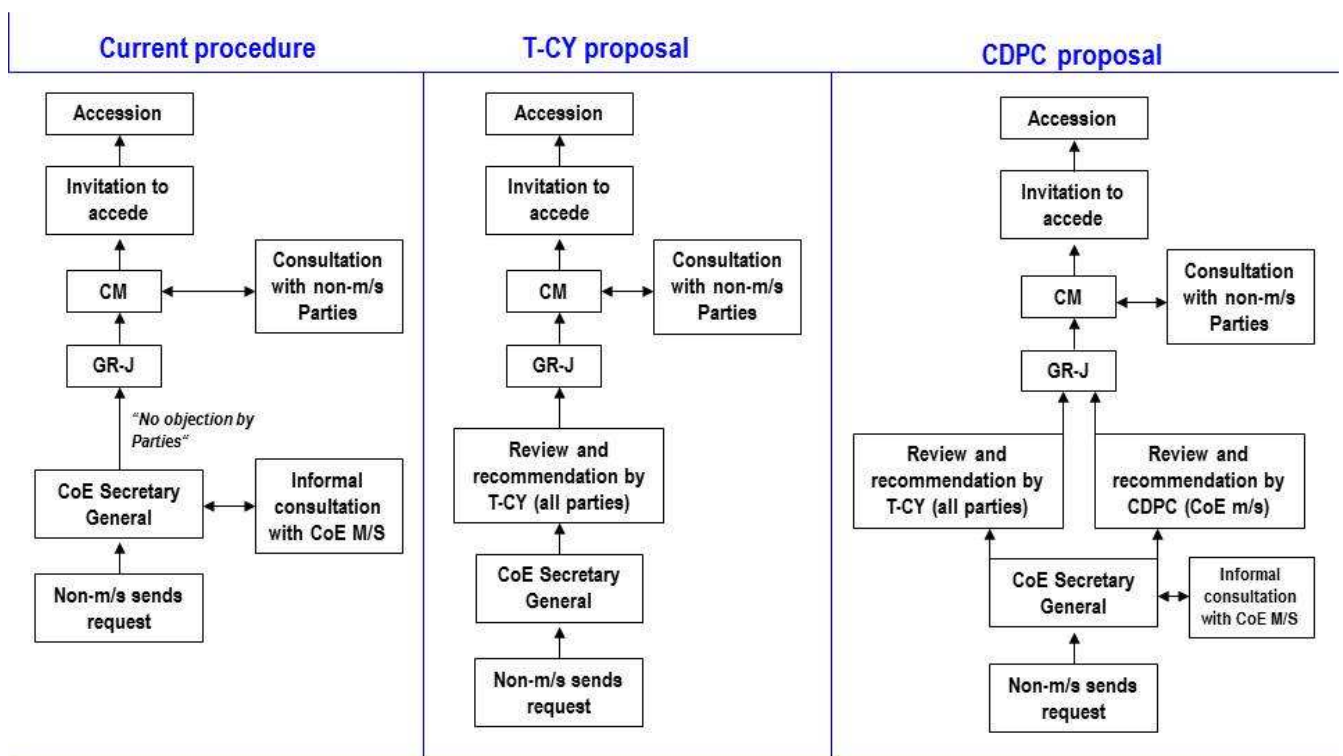 Current procedure
Accession
Invitation to
accede
CM
Consultation
with non-m/s
Parties
GR-J
“No objection by
Parties“
CoE Secretary
General
Informal
consultation
with CoE M/S
Non-m/s sends
request
T-CY proposal
Accession
Invitation to
accede
CM
Consultation
with non-m/s
Parties
GR-J
Review and
recommendation by
T-CY (all parties)
CoE Secretary
General
Non-m/s sends
request
CDPC proposal
Accession
Invitation to
accede
CM
Consultation
with non-m/s
Parties
GR-J
Review and
recommendation by
T-CY (all parties)
Review and
recommendation by
CDPC (CoE m/s)
CoE Secretary
General
Informal
consultation
with CoE M/S
Non-m/s sends
request